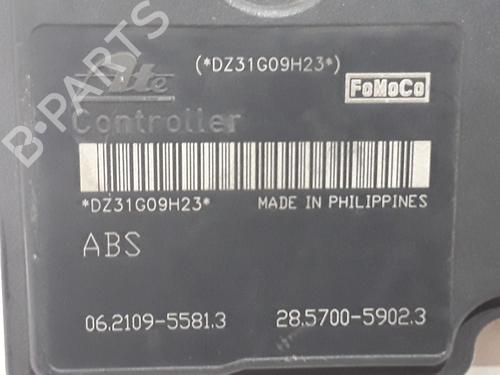 B-PARTS
Ate
(*DZ31G09H23*)
FoMoCo
Controller
*DZ31G09H23*
MADE IN PHILIPPINES
ABS
06.2109-5581.3
28.5700-5902.3